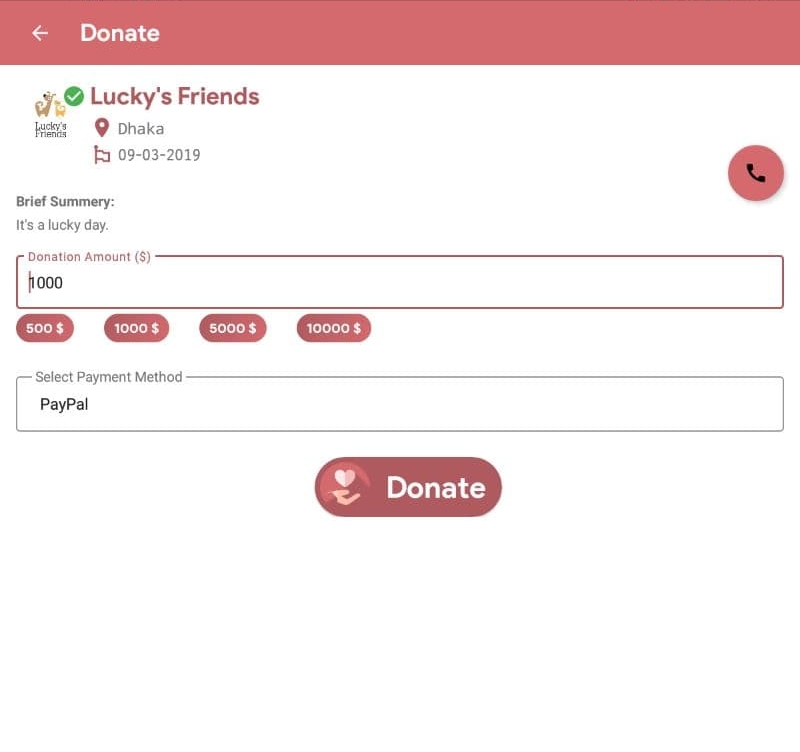 Donate
Lucky's Friends
Lucky's
Friends
Dhaka
09-03-2019
Brief Summary:
It's a lucky day.
Donation Amount ($)
1000
500 $ 1000 $ 5000 $ 10000 $
Select Payment Method
PayPal
Donate